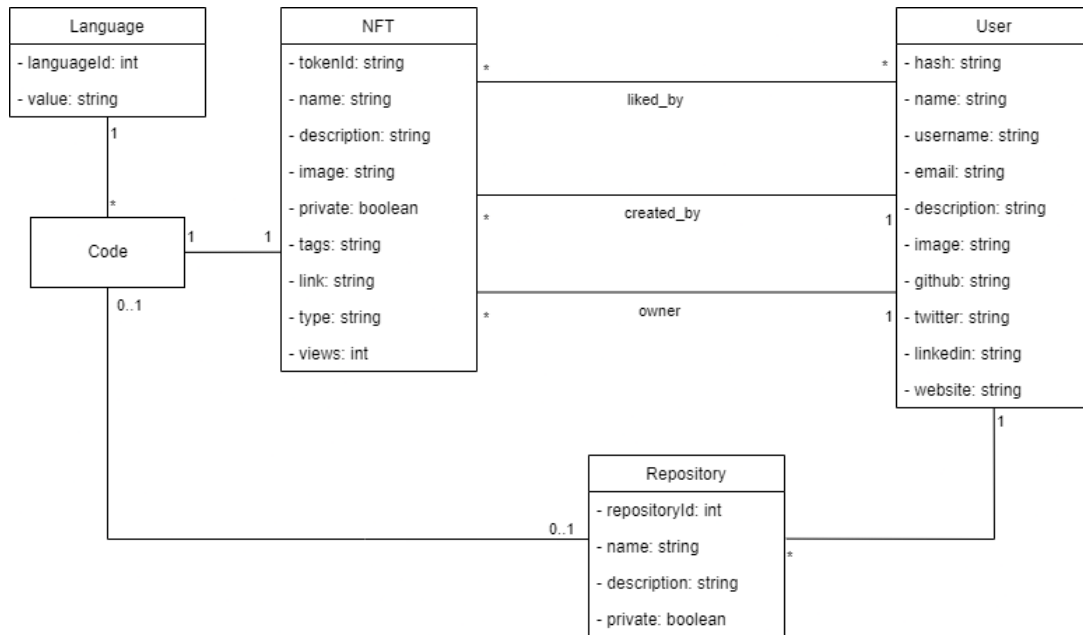 Language
- languageId: int
- value: string
1
*
Code
1
1
0..1
NFT
- tokenId: string
- name: string
- description: string
- image: string
- private: boolean
- tags: string
- link: string
- type: string
- views: int
*
*
liked_by
*
created_by
1
*
owner
1
User
- hash: string
- name: string
- username: string
- email: string
- description: string
- image: string
- github: string
- twitter: string
- linkedin: string
- website: string
1
Repository
- repositoryId: int
- name: string
- description: string
- private: boolean
0..1
*